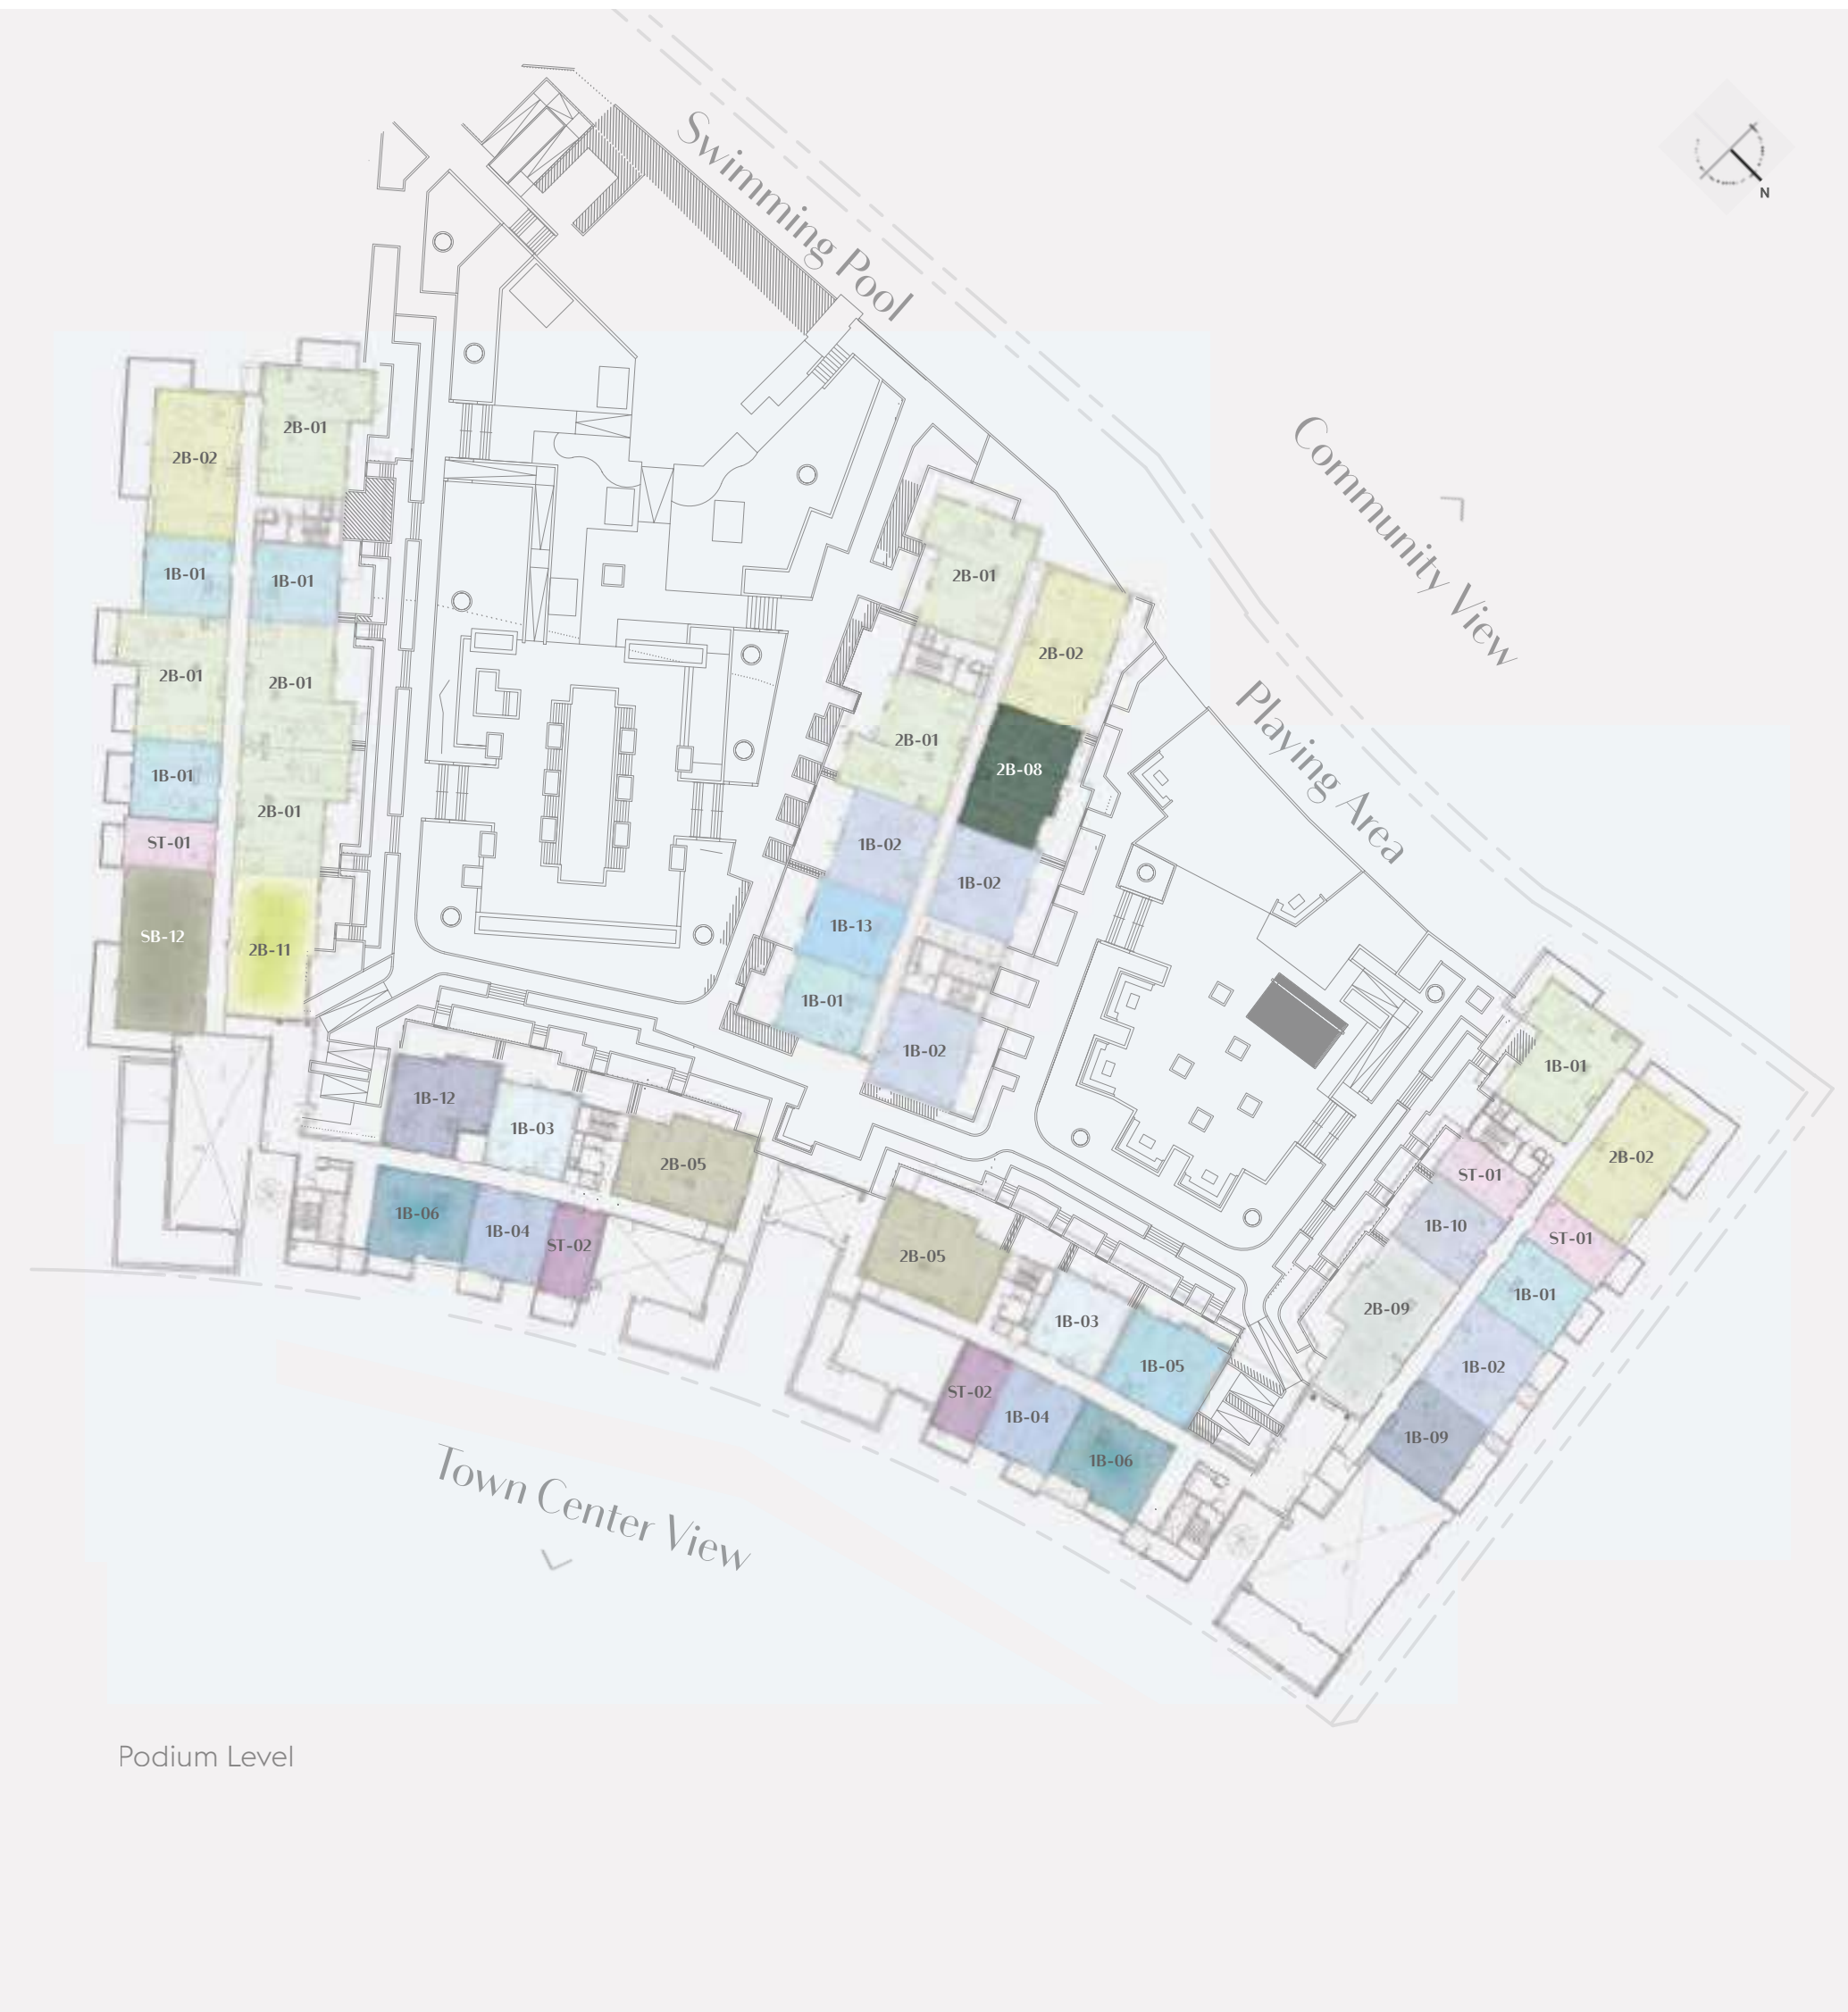 Swimming Pool
N
Community View
Playing Area
2B-01
2B-02
1B-01
1B-01
2B-01
2B-01
1B-01
2B-01
ST-01
SB-12
2B-11
2B-01
2B-02
2B-01
2B-08
1B-02
1B-02
1B-13
1B-01
1B-02
1B-12
1B-03
2B-05
1B-06
1B-04
ST-02
2B-05
1B-03
1B-05
ST-02
1B-04
1B-06
1B-01
2B-02
ST-01
1B-10
ST-01
2B-09
1B-01
1B-02
1B-09
Town Center View
Podium Level